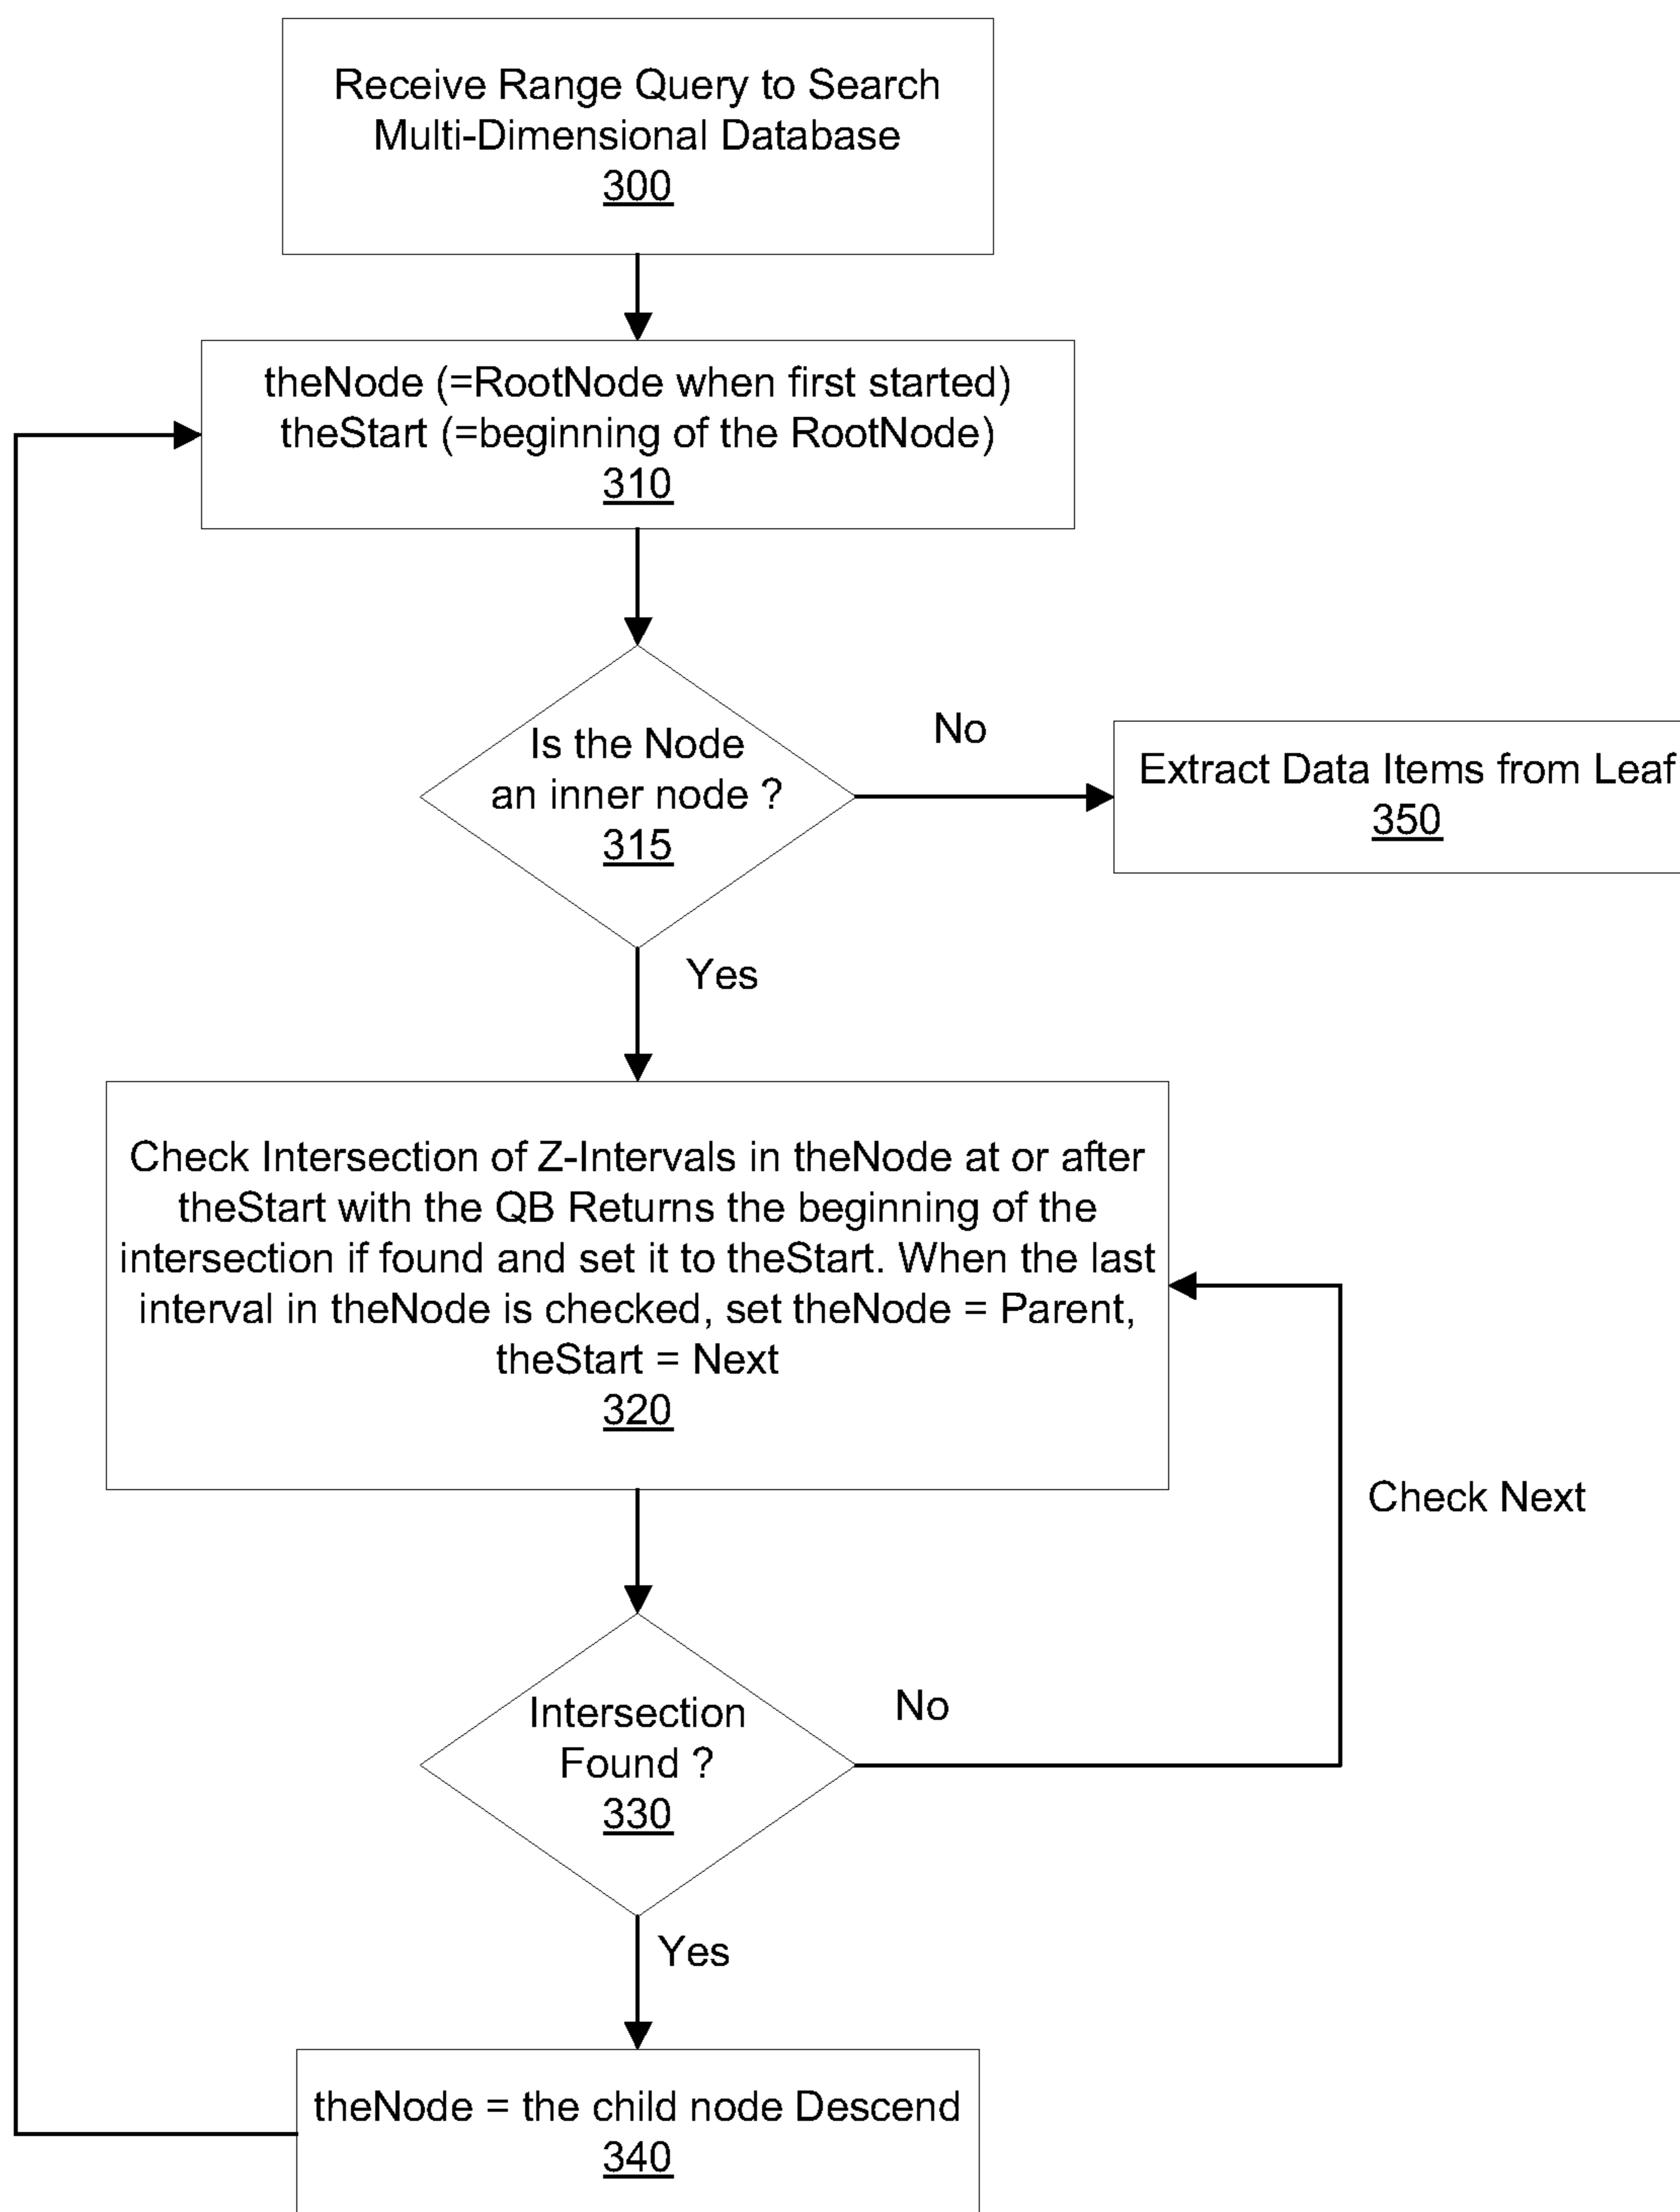 Receive Range Query to Search
Multi-Dimensional Database
300
theNode (=RootNode when first started)
theStart (=beginning of the RootNode)
310
Is the Node
an inner node ?
315
No
Extract Data Items from Leaf
350
Yes
Check Intersection of Z-Intervals in theNode at or after
theStart with the QB Returns the beginning of the
intersection if found and set it to theStart. When the last
interval in theNode is checked, set theNode = Parent,
theStart = Next
320
Check Next
Intersection
Found ?
330
No
Yes
theNode = the child node Descend
340